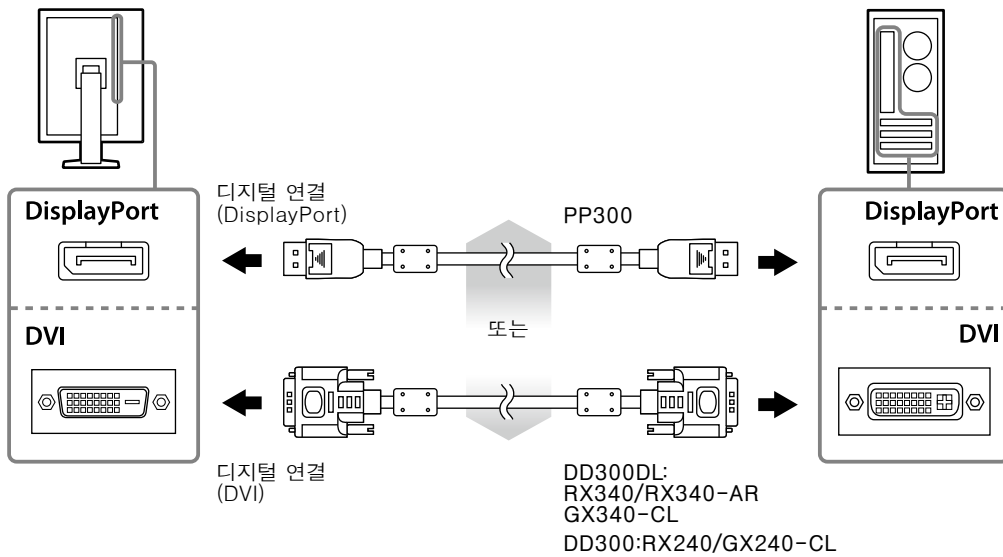 DisplayPort
DVI
디지털 연결
(DisplayPort)
PP300
또는
디지털 연결
(DVI)
DD300DL:
RX340/RX340-AR
GX340-CL
DD300:RX240/GX240-CL
DisplayPort
DVI